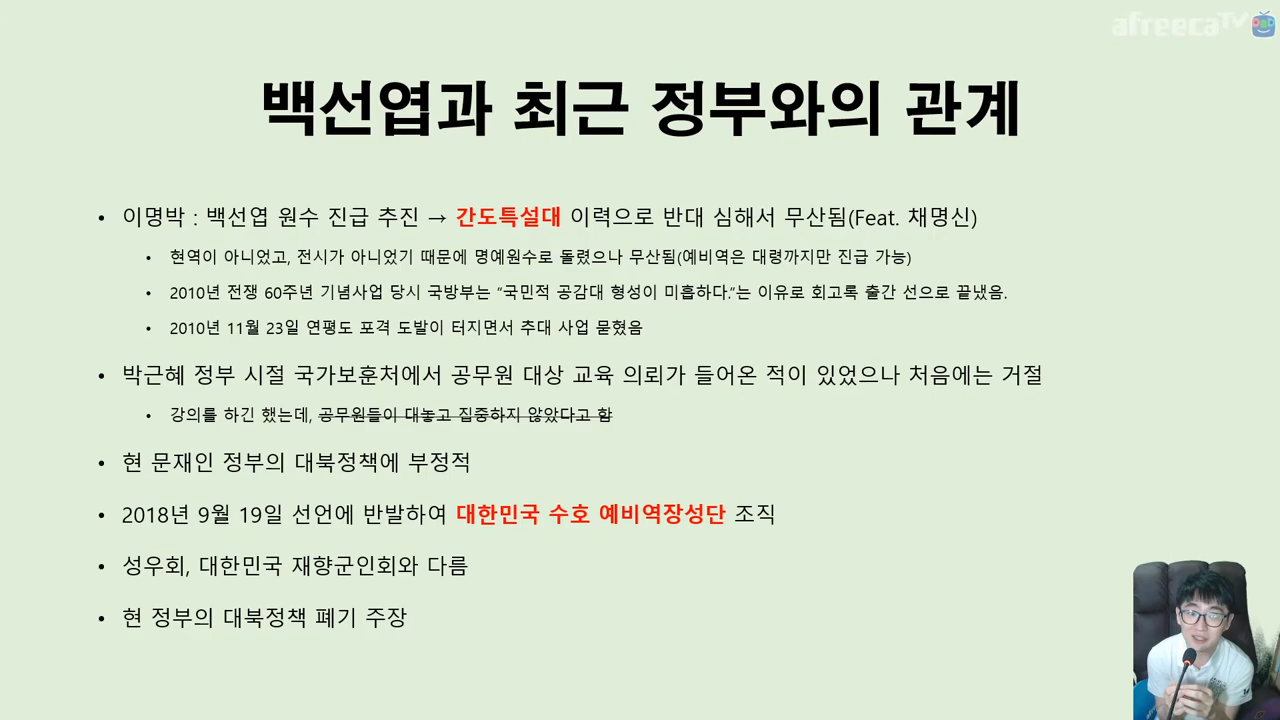 afreecaTV
백선엽과 최근 정부와의 관계
• 이명박 : 백선엽 원수 진급 추진 → 간도특설대 이력으로 반대 심해서 무산됨(Feat. 채명신)
• 현역이 아니었고, 전시가 아니었기 때문에 명예원수로 돌렸으나 무산됨(예비역은 대령까지만 진급 가능)
• 2010년 전쟁 60주년 기념사업 당시 국방부는 “국민적 공감대 형성이 미흡하다.”는 이유로 회고록 출간 선으로 끝냈음.
• 2010년 11월 23일 연평도 포격 도발이 터지면서 추대 사업 묻혔음
• 박근혜 정부 시절 국가보훈처에서 공무원 대상 교육 의뢰가 들어온 적이 있었으나 처음에는 거절
• 강의를 하긴 했는데, 공무원들이 대놓고 집중하지 않았다고 함
• 현 문재인 정부의 대북정책에 부정적
• 2018년 9월 19일 선언에 반발하여 대한민국 수호 예비역장성단 조직
• 성우회, 대한민국 재향군인회와 다름
• 현 정부의 대북정책 폐기 주장